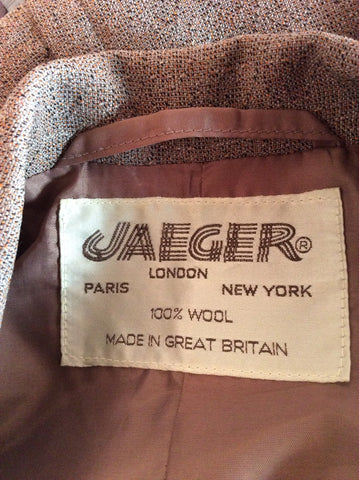 JAEGER®
LONDON
PARIS NEW YORK
100% WOOL
MADE IN GREAT BRITAIN